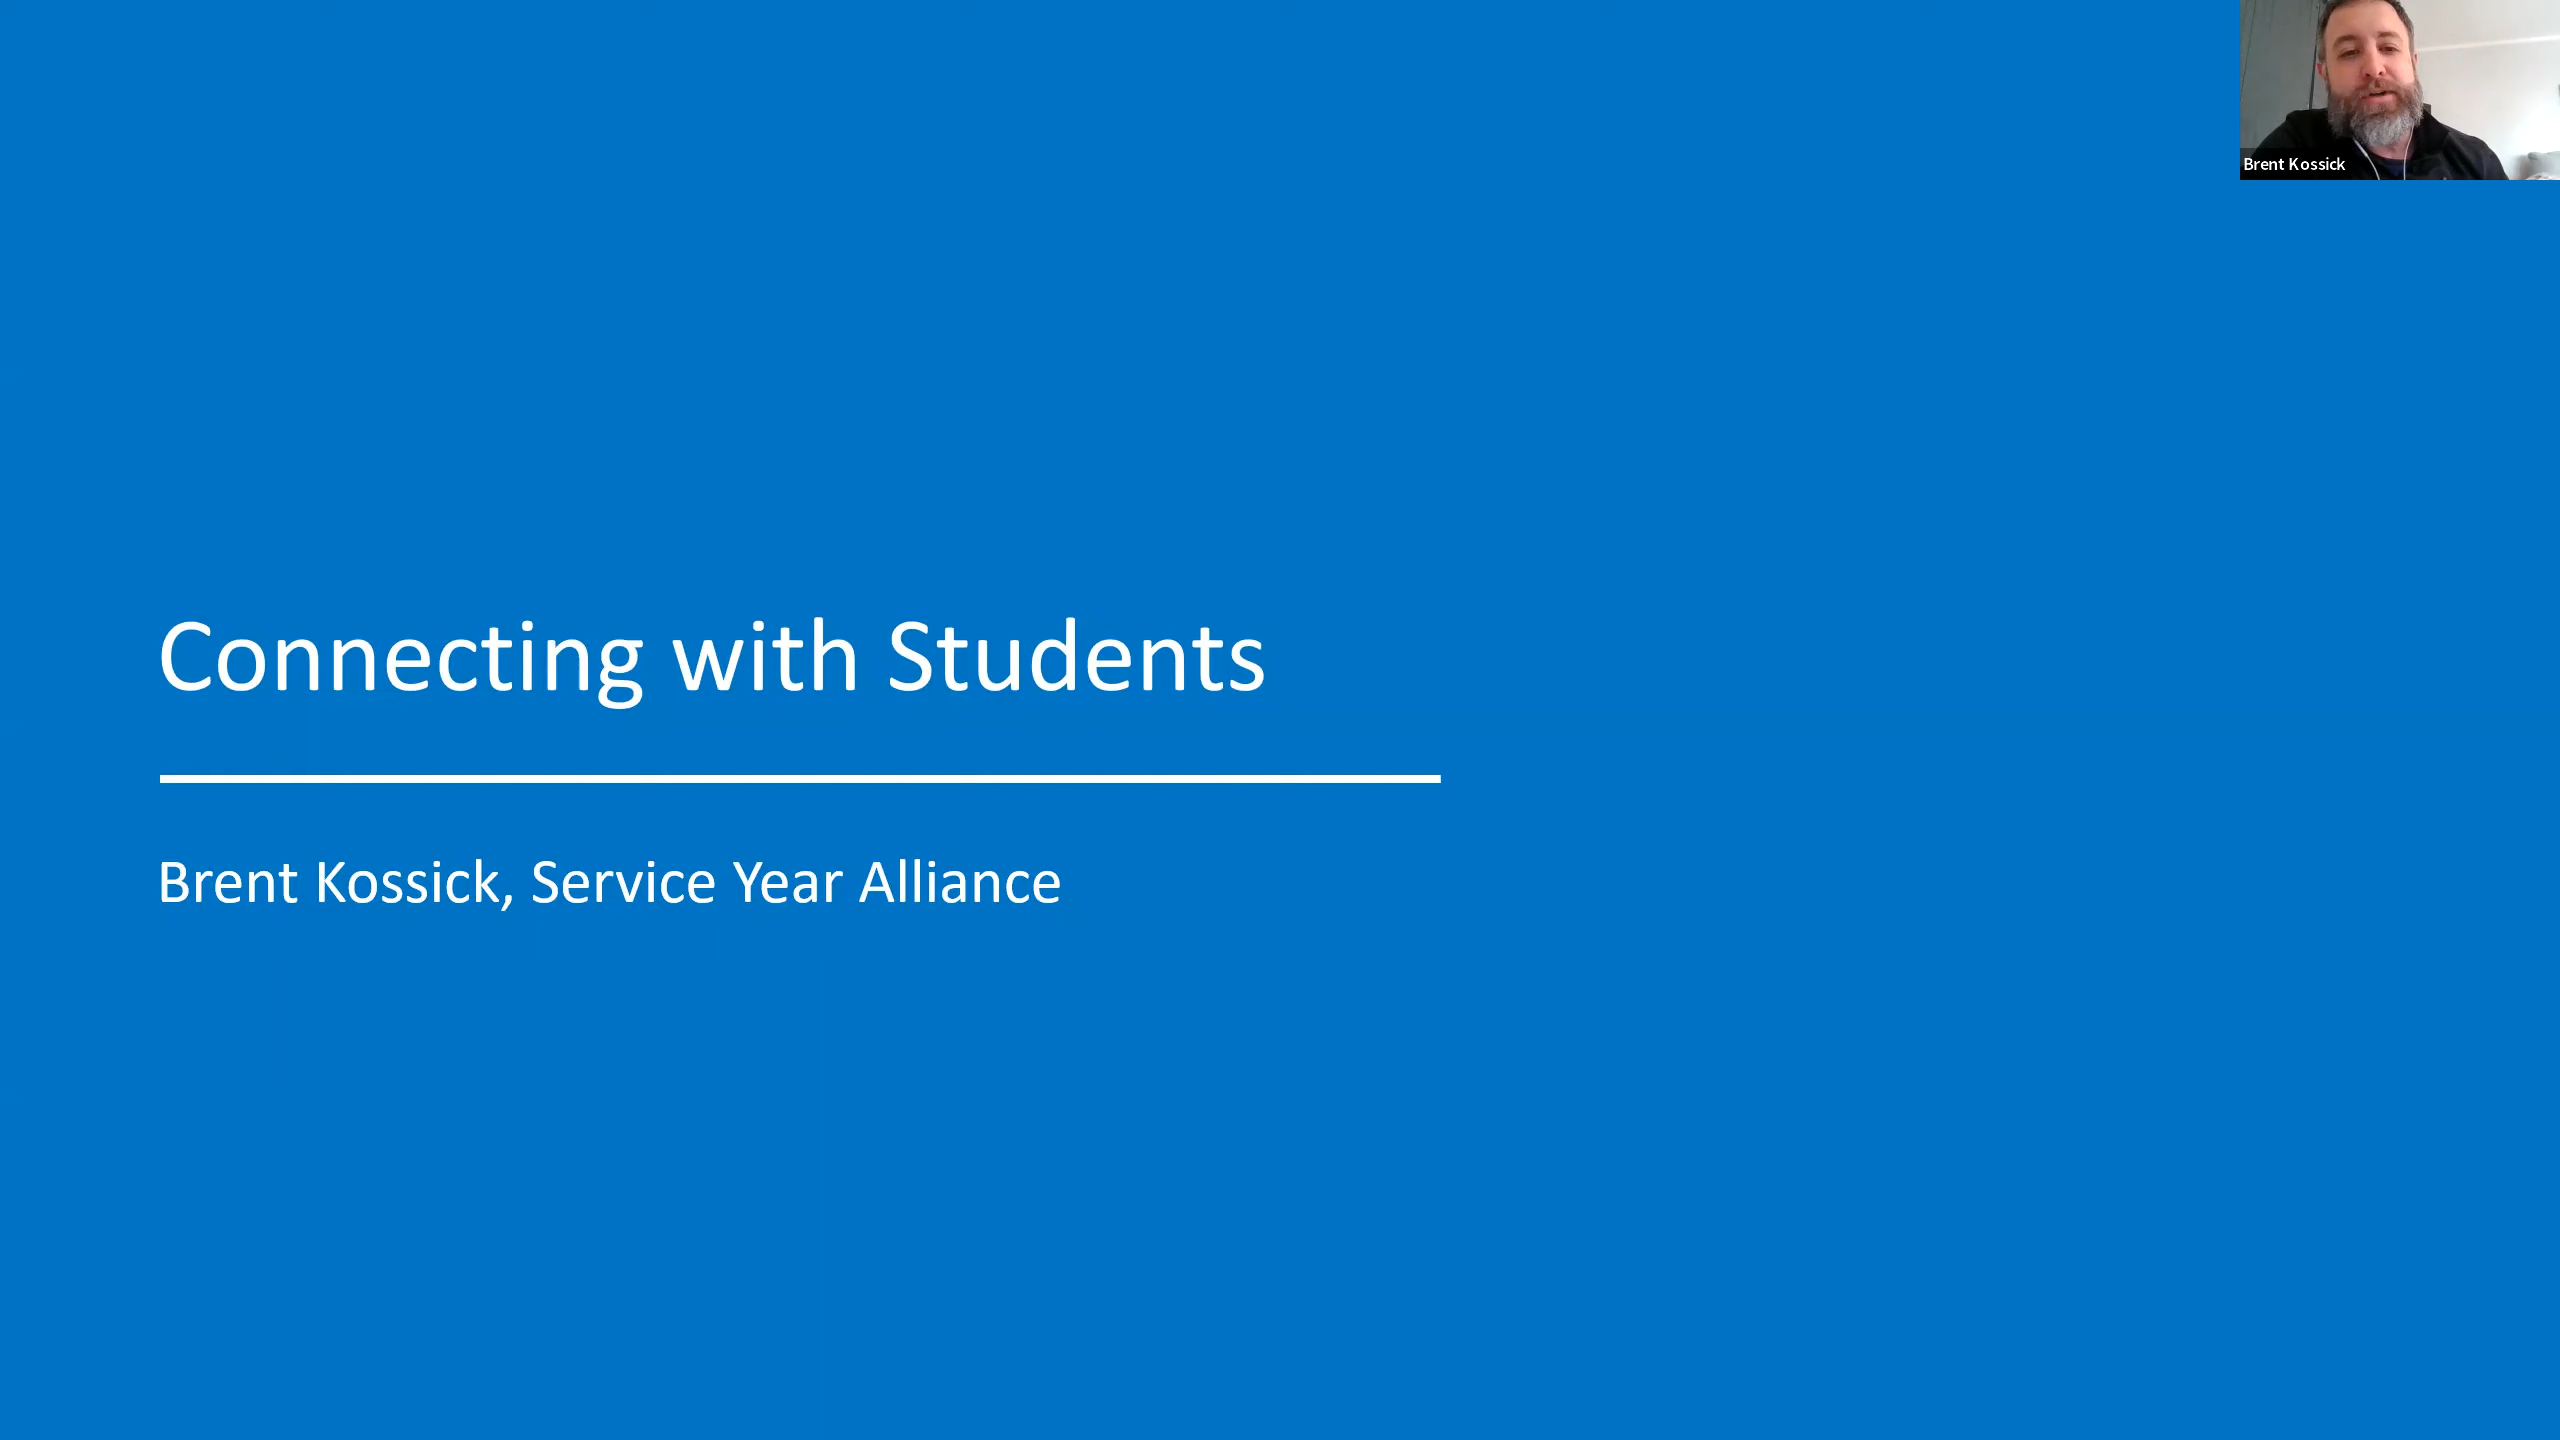 Brent Kossick
Connecting with Students
Brent Kossick, Service Year Alliance